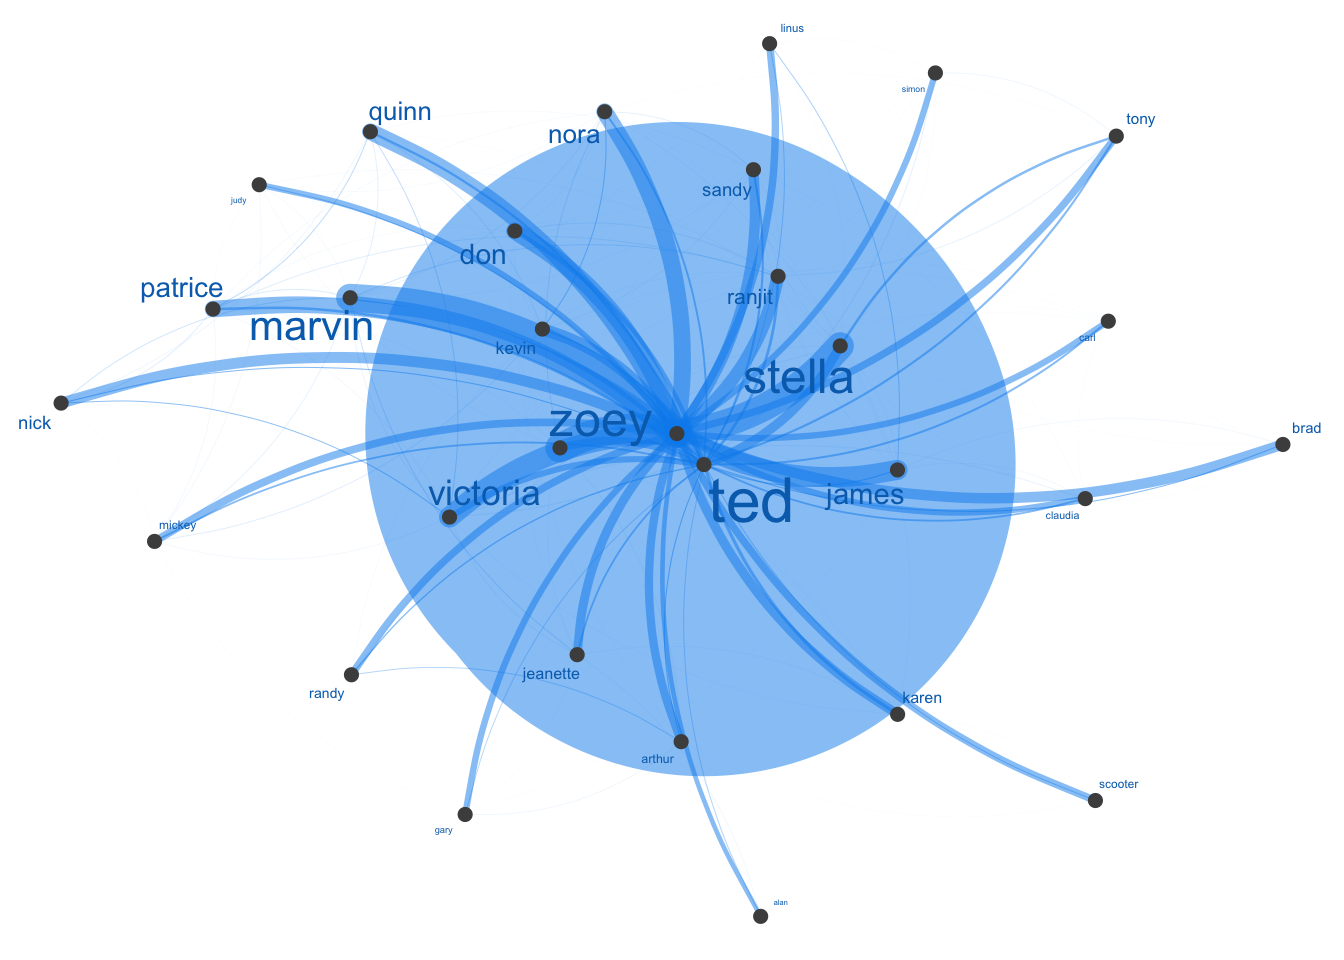 linus
simon
quinn
tony
nora
sandy
judy
don
patrice
ranjit
marvin
carl
kevin
stella
zoey
nick
brad
victoria
james
ted
claudia
mickey
jeanette
randy
karen
arthur
scooter
gary
alan